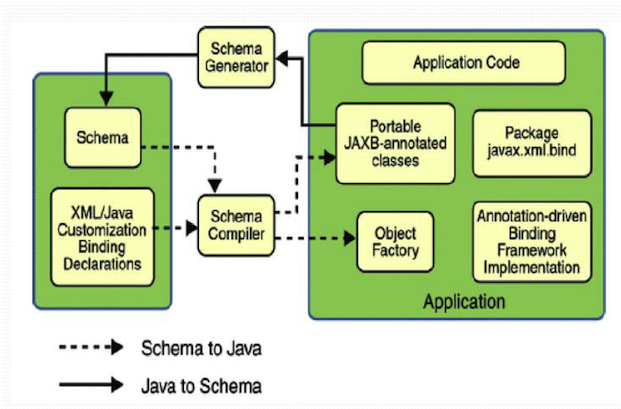 Schema
Generator
Application Code
Schema
Portable
JAXB-annotated
classes
Package
javax.xml.bind
XML/Java
Customization
Binding
Declarations
Schema
Compiler
Object
Factory
Annotation-driven
Binding
Framework
Implementation
Application
Schema to Java
Java to Schema